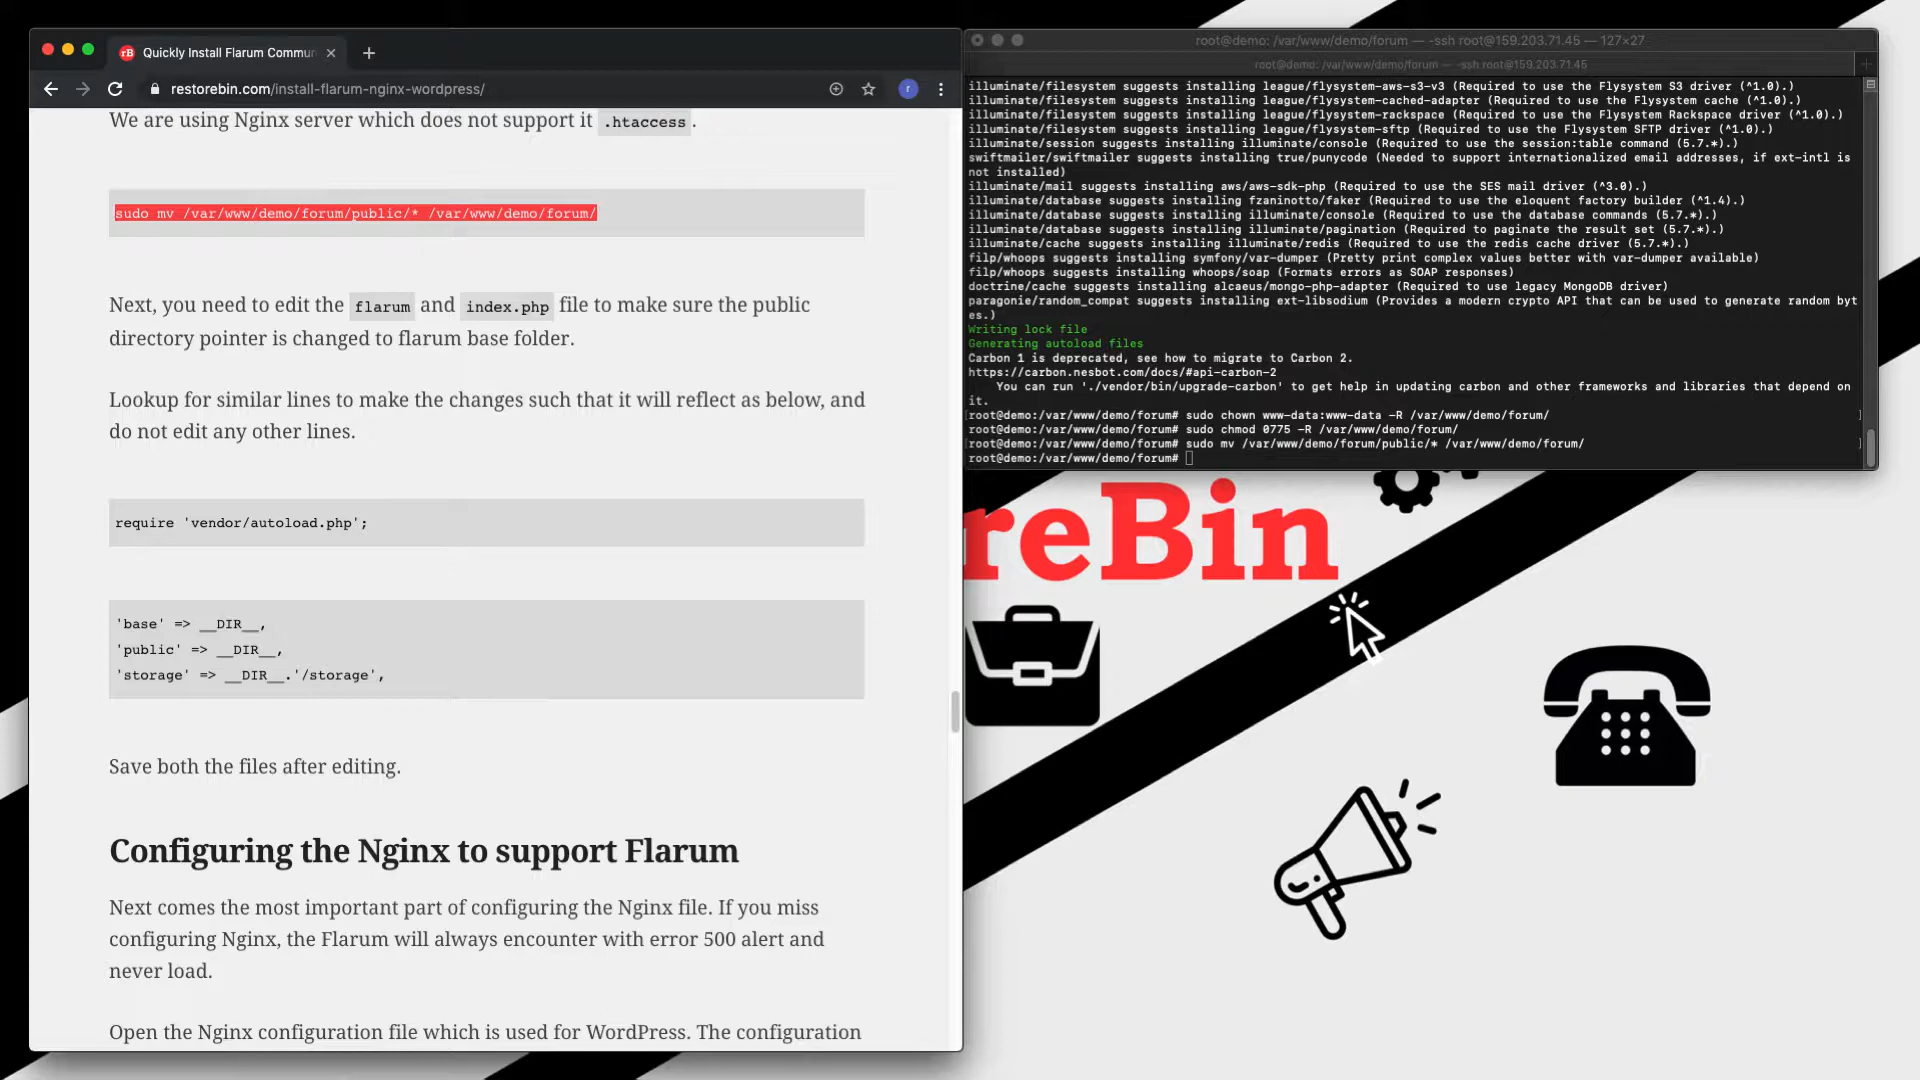 rB Quickly Install Flarum Commun
restorebin.com/install-flarum-nginx-wordpress/
r
We are using Nginx server which does not support it .htaccess.
sudo mv /var/www/demo/forum/public/* /var/www/demo/forum/
Next, you need to edit the flarum and index.php file to make sure the public
directory pointer is changed to flarum base folder.
Lookup for similar lines to make the changes such that it will reflect as below, and
do not edit any other lines.
require 'vendor/autoload.php';
'base' => __DIR__,
'public' => __DIR__,
'storage' => __DIR__.'/storage',
Save both the files after editing.
Configuring the Nginx to support Flarum
Next comes the most important part of configuring the Nginx file. If you miss
configuring Nginx, the Flarum will always encounter with error 500 alert and
never load.
Open the Nginx configuration file which is used for WordPress. The configuration
root@demo: /var/www/demo/forum — -ssh root@159.203.71.45 — 127×27
root@demo: /var/www/demo/forum — -ssh root@159.203.71.45
illuminate/filesystem suggests installing league/flysystem-aws-s3-v3 (Required to use the Flysystem S3 driver (^1.0).)
illuminate/filesystem suggests installing league/flysystem-cached-adapter (Required to use the Flysystem cache (^1.0).)
illuminate/filesystem suggests installing league/flysystem-rackspace (Required to use the Flysystem Rackspace driver (^1.0).)
illuminate/filesystem suggests installing league/flysystem-sftp (Required to use the Flysystem SFTP driver (^1.0).)
illuminate/session suggests installing illuminate/console (Required to use the session:table command (5.7.*).)
swiftmailer/swiftmailer suggests installing true/punycode (Needed to support internationalized email addresses, if ext-intl is
not installed)
illuminate/mail suggests installing aws/aws-sdk-php (Required to use the SES mail driver (^3.0).)
illuminate/database suggests installing fzaninotto/faker (Required to use the eloquent factory builder (^1.4).)
illuminate/database suggests installing illuminate/console (Required to use the database commands (5.7.*).)
illuminate/database suggests installing illuminate/pagination (Required to paginate the result set (5.7.*).)
illuminate/cache suggests installing illuminate/redis (Required to use the redis cache driver (5.7.*).)
filp/whoops suggests installing symfony/var-dumper (Pretty print complex values better with var-dumper available)
filp/whoops suggests installing whoops/soap (Formats errors as SOAP responses)
doctrine/cache suggests installing alcaeus/mongo-php-adapter (Required to use legacy MongoDB driver)
paragonie/random_compat suggests installing ext-libsodium (Provides a modern crypto API that can be used to generate random byt
es.)
Writing lock file
Generating autoload files
Carbon 1 is deprecated, see how to migrate to Carbon 2.
https://carbon.nesbot.com/docs/#api-carbon-2
You can run './vendor/bin/upgrade-carbon' to get help in updating carbon and other frameworks and libraries that depend on
it.
[root@demo:/var/www/demo/forum# sudo chown www-data:www-data -R /var/www/demo/forum/ ]
[root@demo:/var/www/demo/forum# sudo chmod 0775 -R /var/www/demo/forum/
[root@demo:/var/www/demo/forum# sudo mv /var/www/demo/forum/public/* /var/www/demo/forum/ ]
root@demo:/var/www/demo/forum#
reBin